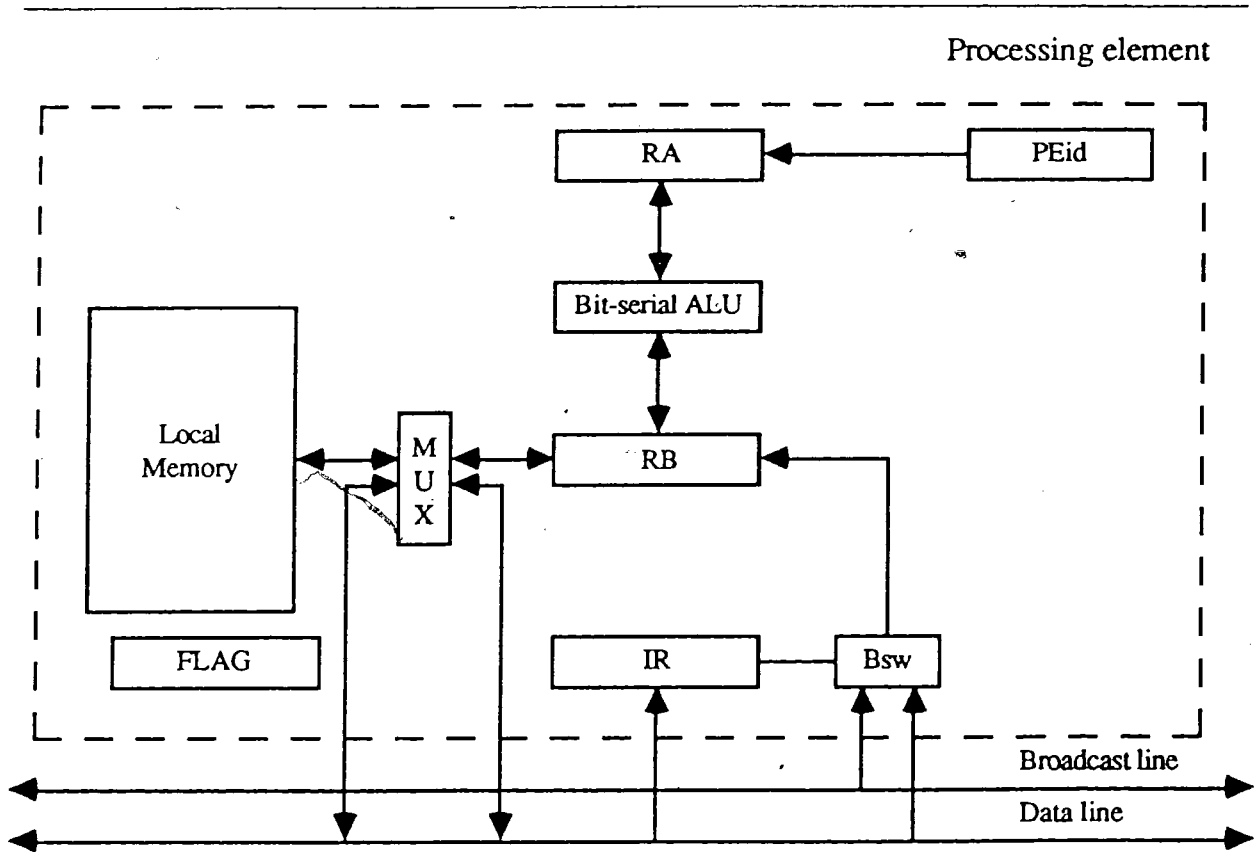 Processing element
RA
PEid
Bit-serial ALU
Local
Memory
M
U
X
RB
FLAG
IR
Bsw
Broadcast line
Data line